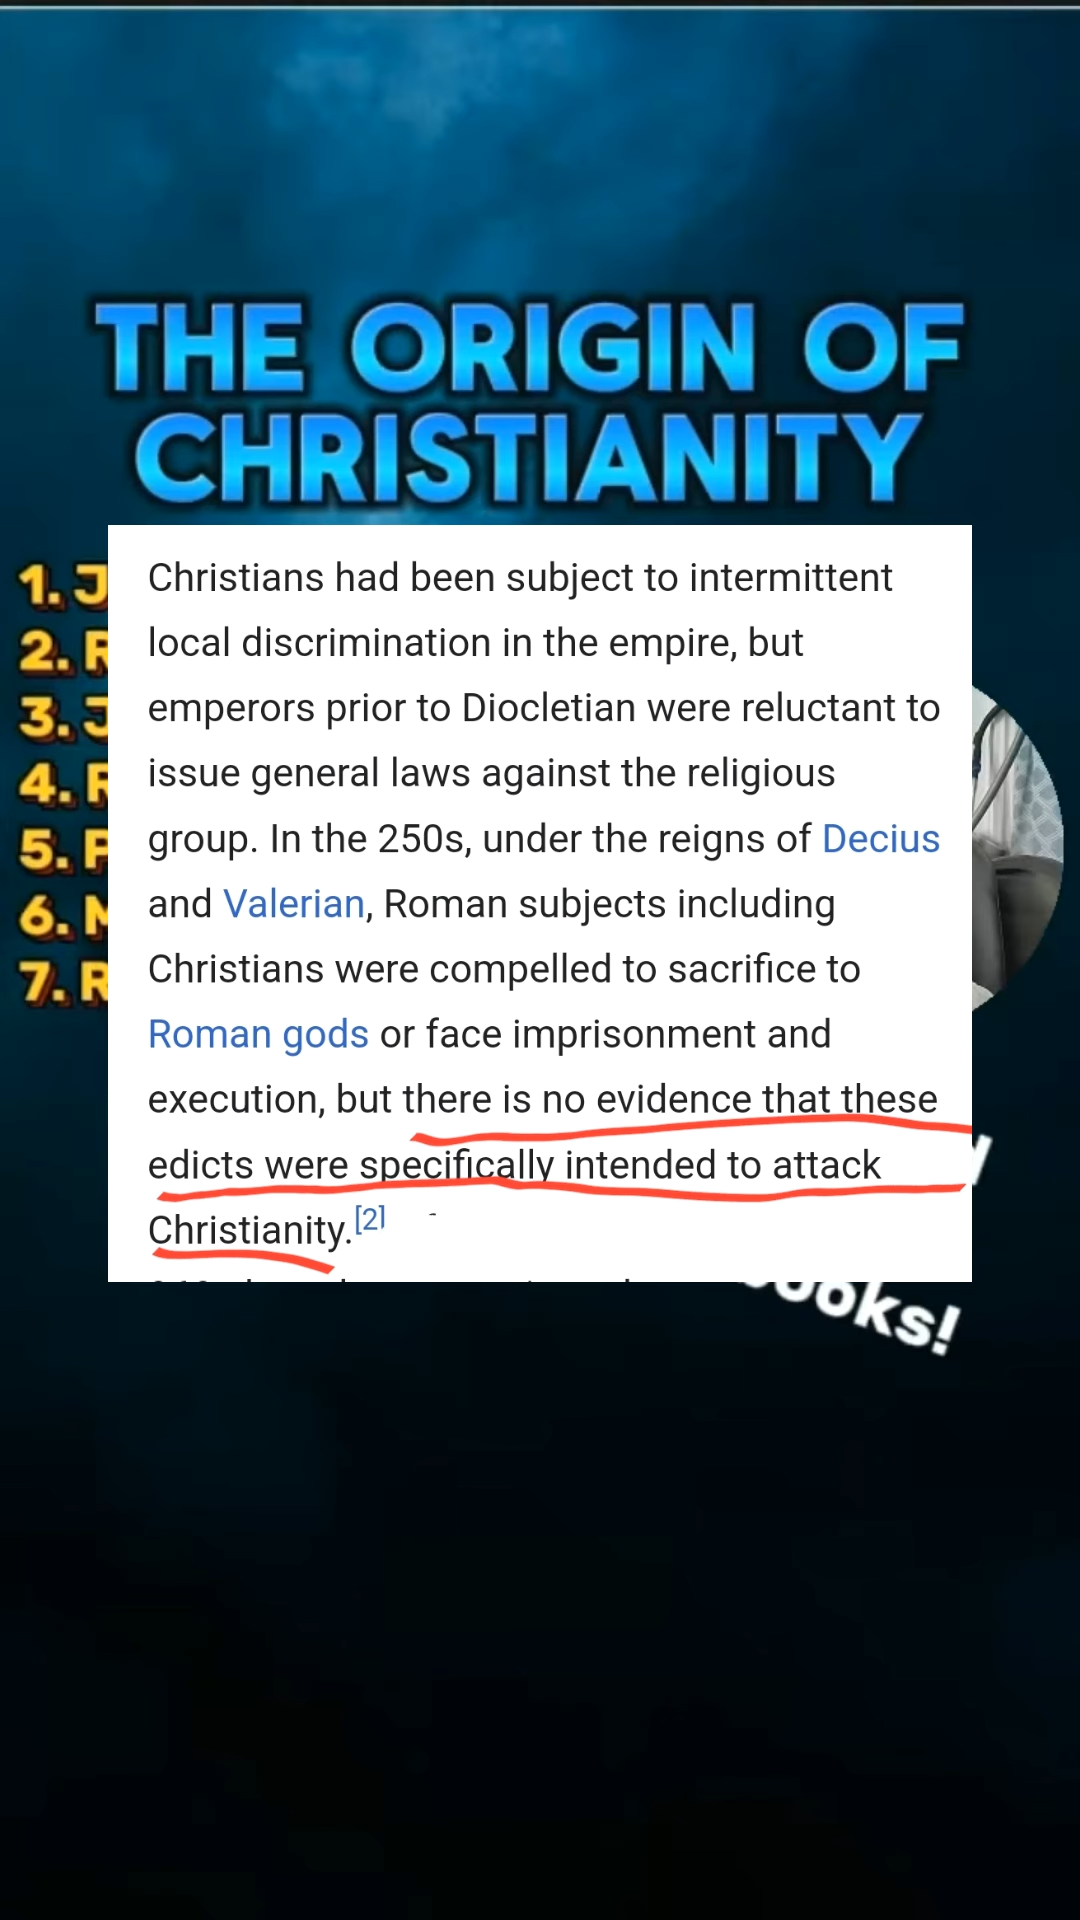 THE ORIGIN OF
CHRISTIANITY
1. J
2. R
3. J
4. R
5. P
6. M
7. R
Christians had been subject to intermittent
local discrimination in the empire, but
emperors prior to Diocletian were reluctant to
issue general laws against the religious
group. In the 250s, under the reigns of Decius
and Valerian, Roman subjects including
Christians were compelled to sacrifice to
Roman gods or face imprisonment and
execution, but there is no evidence that these
edicts were specifically intended to attack
Christianity.[2]